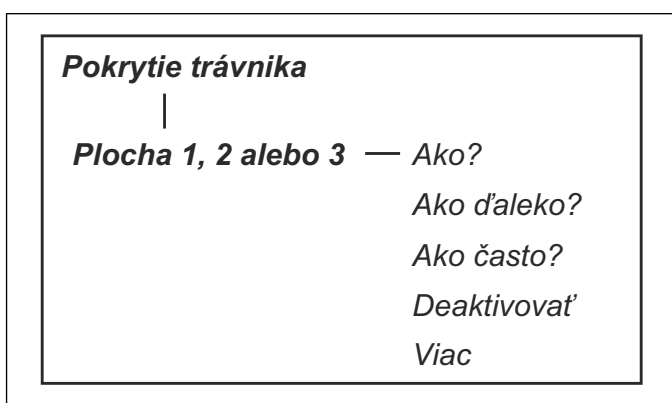 Pokrytie trávnika
Plocha 1, 2 alebo 3 — Ako?
Ako ďaleko?
Ako často?
Deaktivovať
Viac